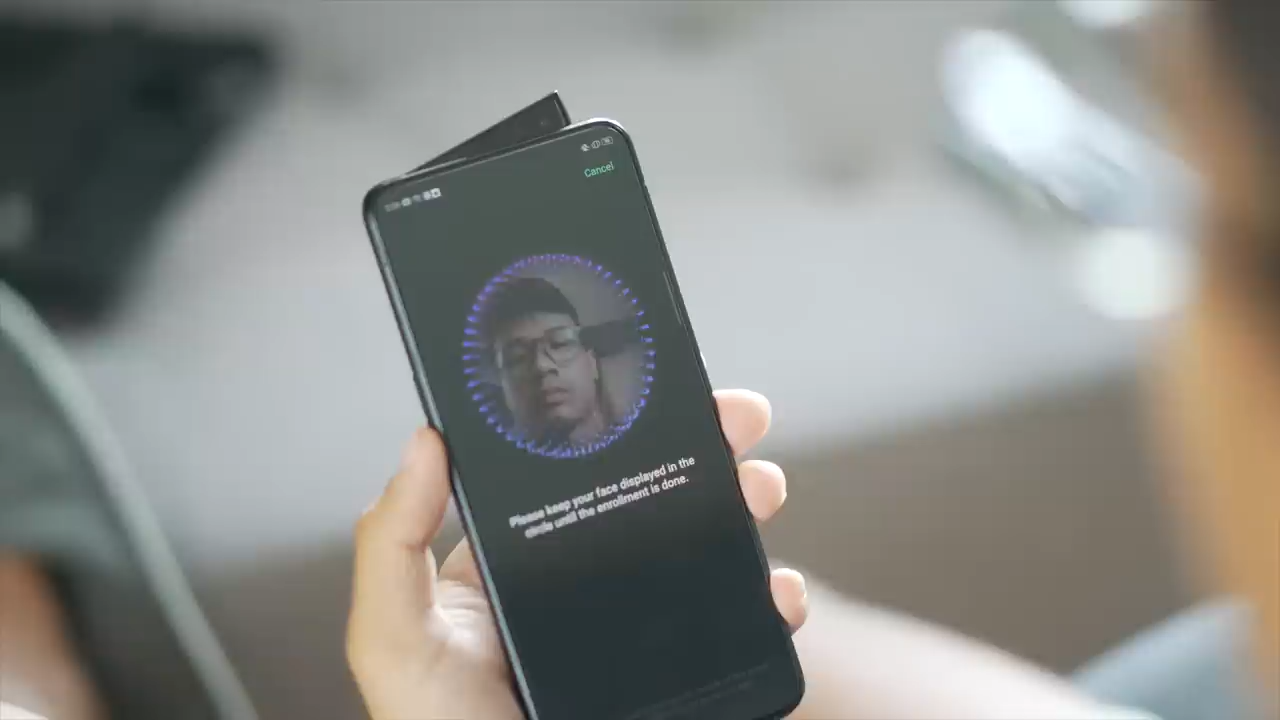 Cancel
Please keep your face displayed in the
circle until the enrollment is done.